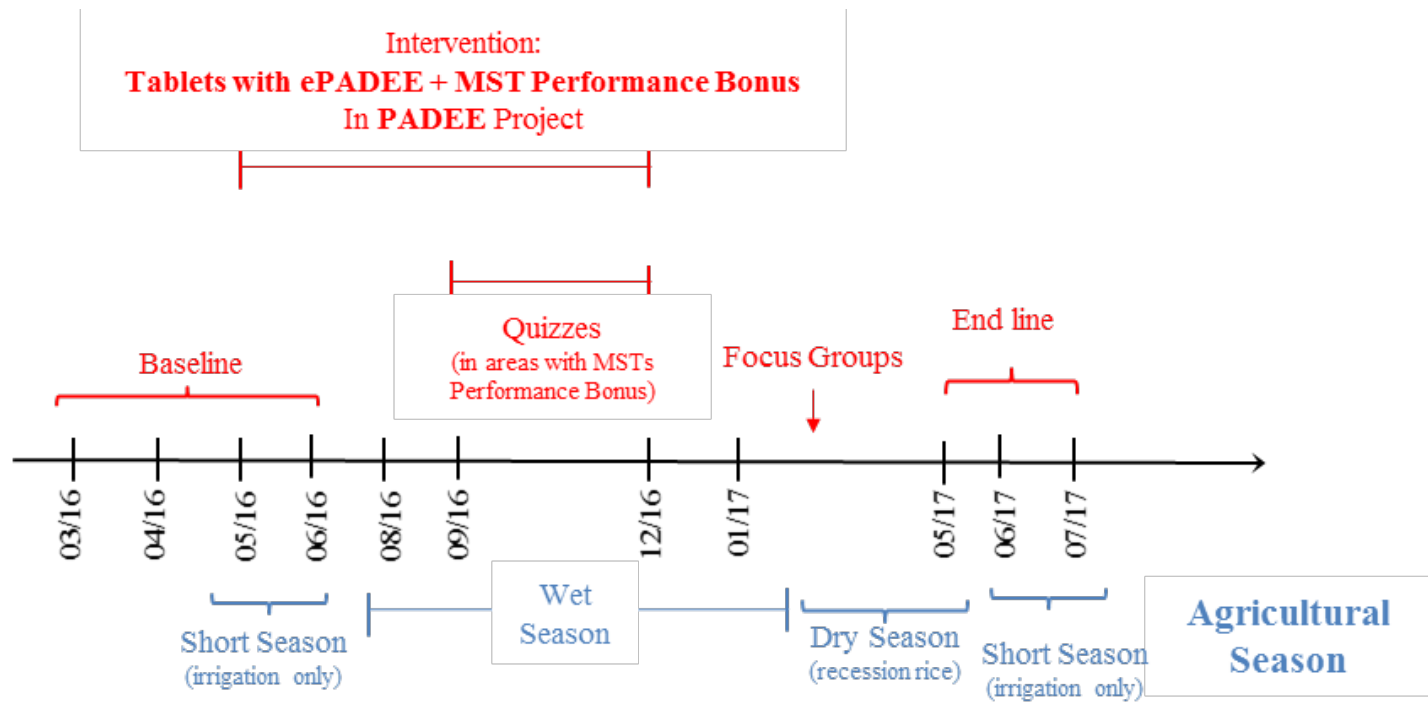 Intervention:
Tablets with ePADEE + MST Performance Bonus
In PADEE Project
Quizzes
(in areas with MSTs
Performance Bonus)
Baseline
Focus Groups
End line
03/16
04/16
05/16
06/16
08/16
09/16
12/16
01/17
05/17
06/17
07/17
Short Season
(irrigation only)
Wet
Season
Dry Season
(recession rice)
Short Season
(irrigation only)
Agricultural
Season